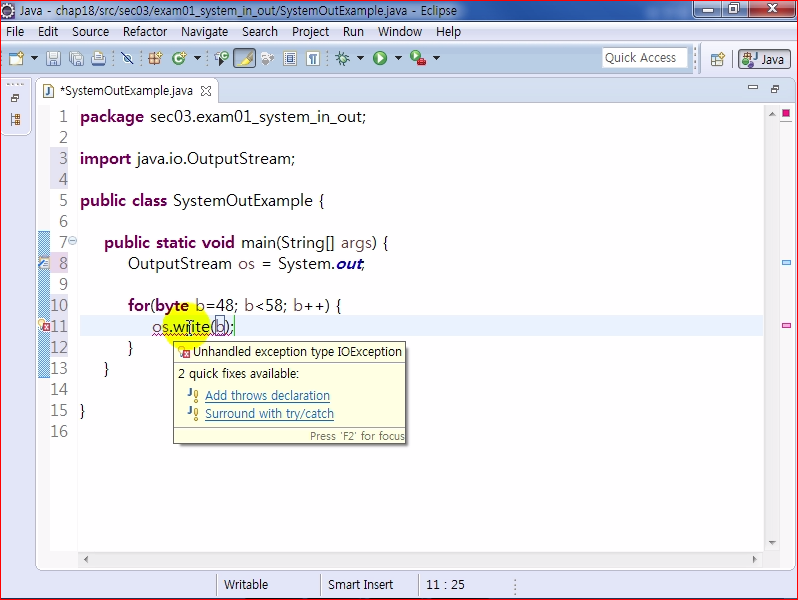 Java - chap18/src/sec03/exam01_system_in_out/SystemOutExample.java - Eclipse
File Edit Source Refactor Navigate Search Project Run Window Help
Quick Access Java
*SystemOutExample.java
1 package sec03.exam01_system_in_out;
2
3 import java.io.OutputStream;
4
5 public class SystemOutExample {
6
7 public static void main(String[] args) {
8 OutputStream os = System.out;
9
10 for(byte b=48; b<58; b++) {
11 os.write(b);
12 }
13 }
14
15 }
16
Unhandled exception type IOException
2 quick fixes available:
Add throws declaration
Surround with try/catch
Press 'F2' for focus
Writable Smart Insert 11 : 25